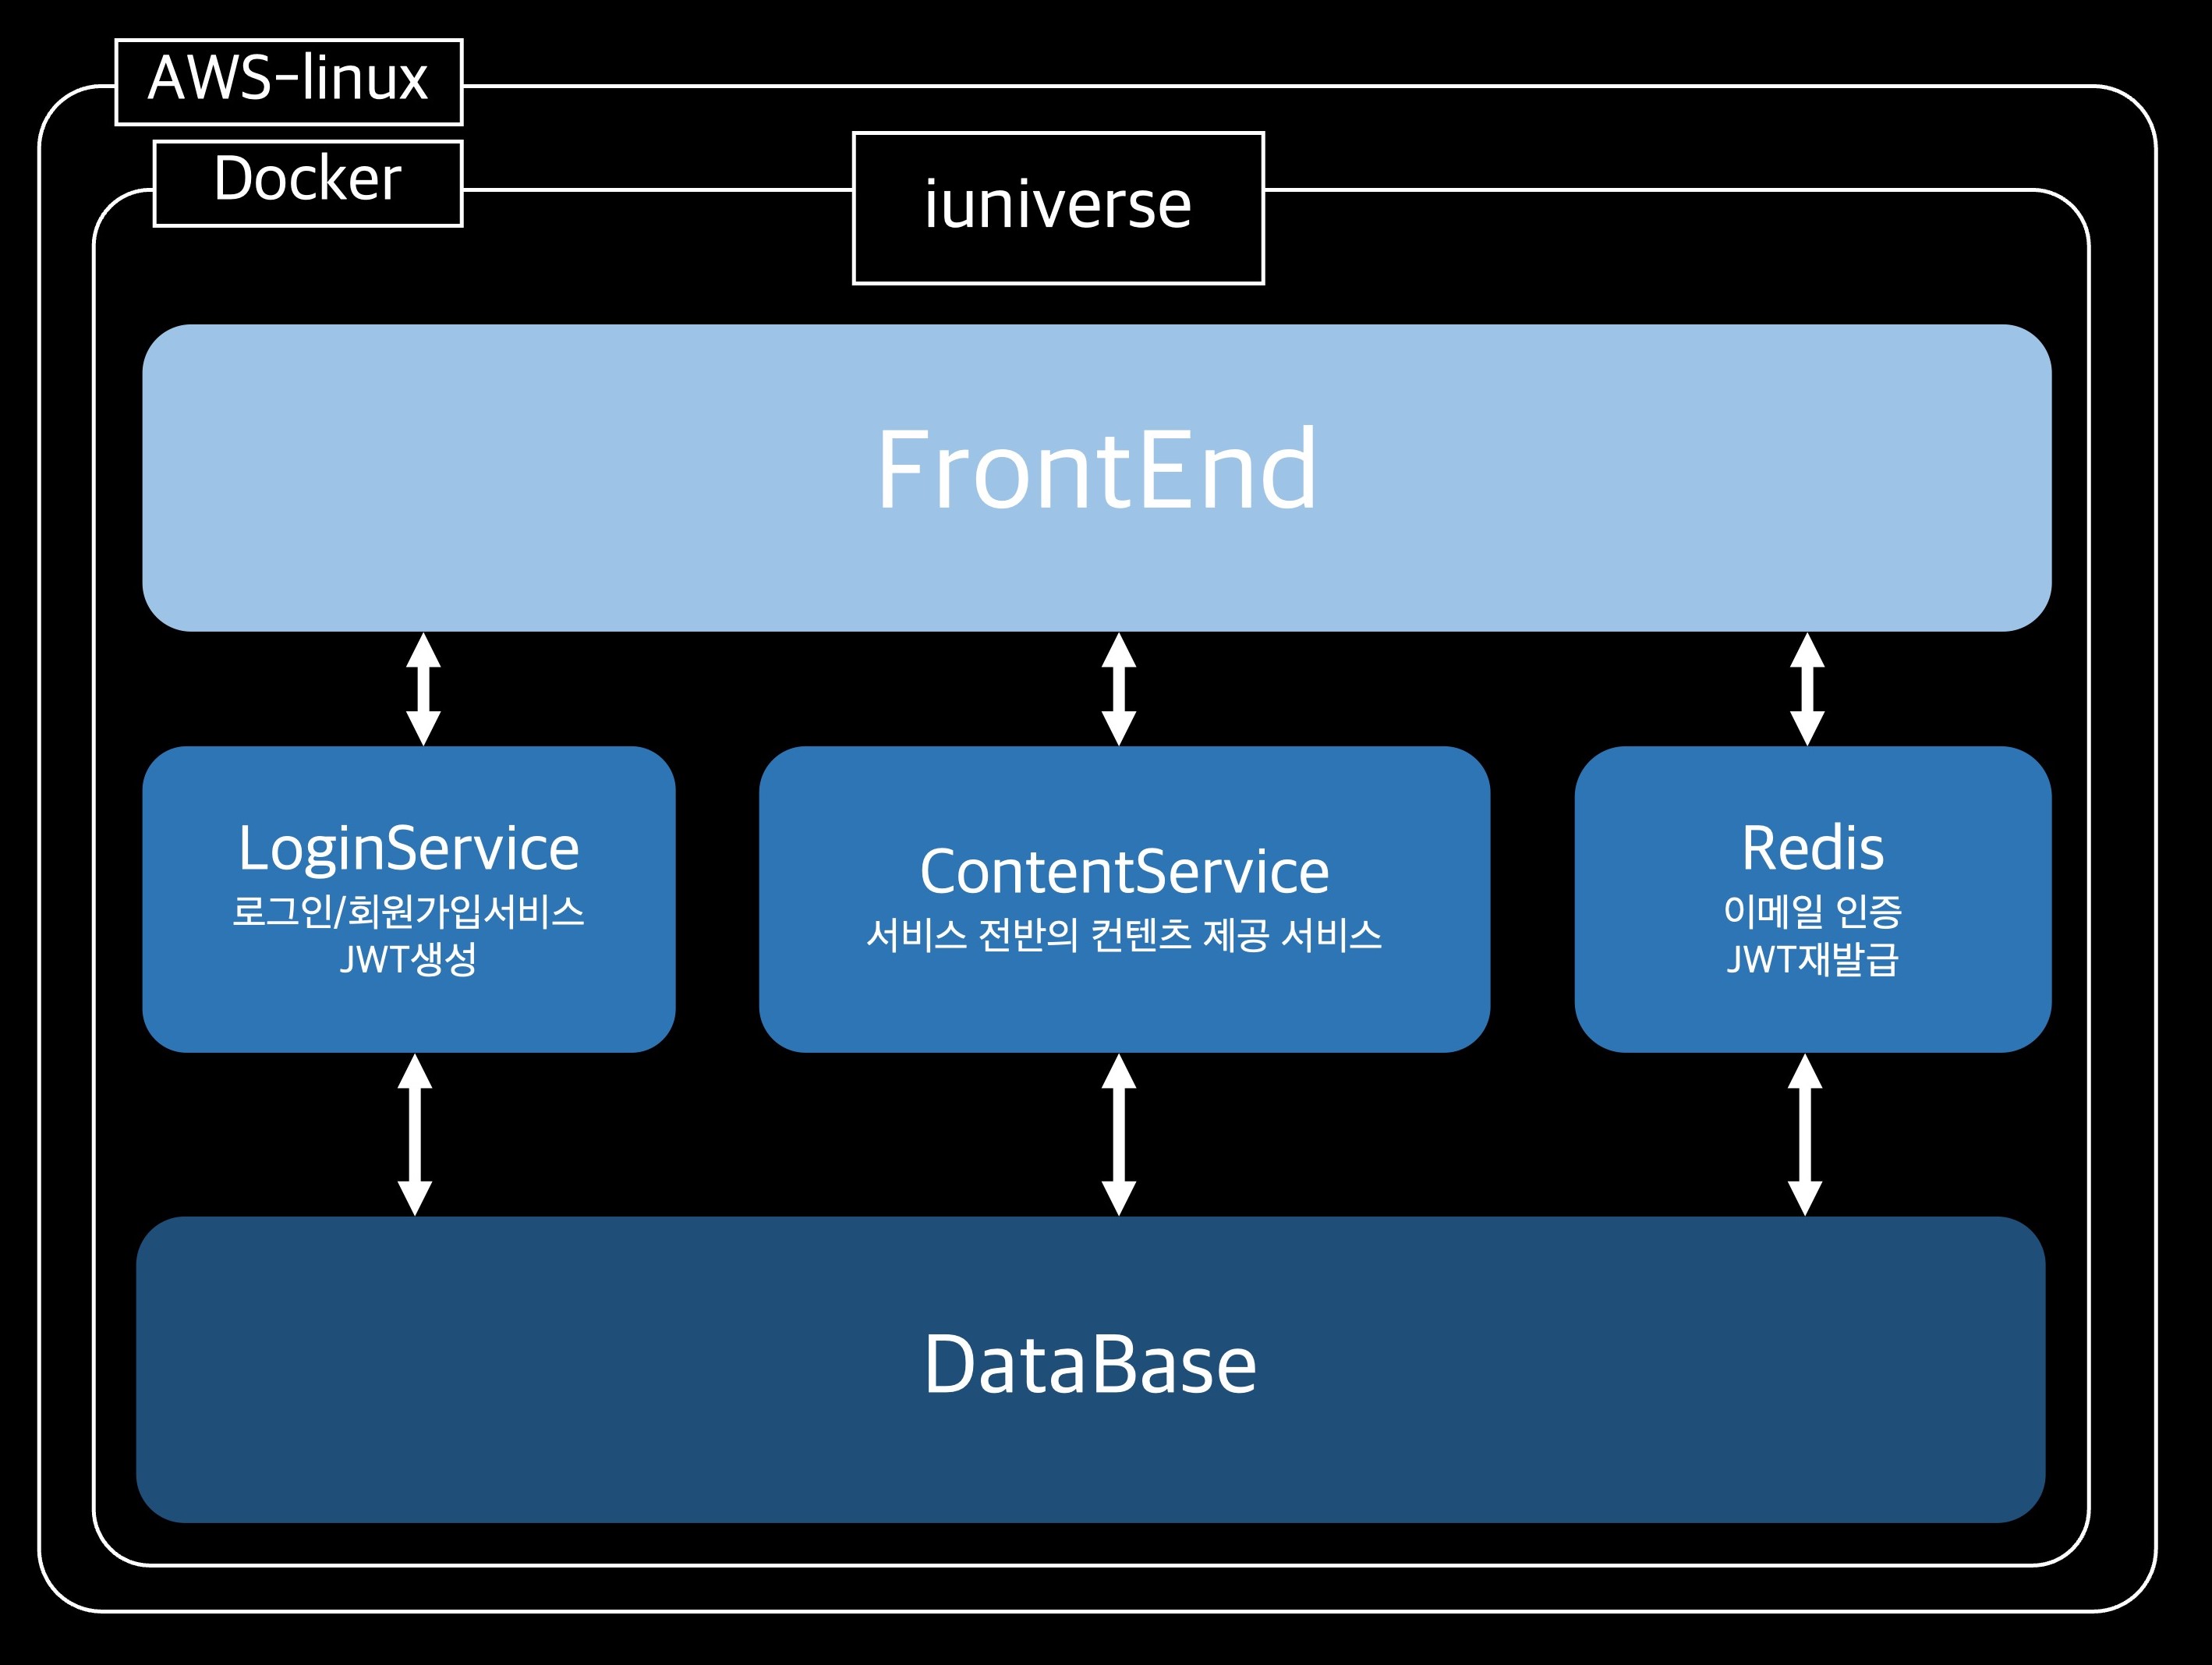 AWS-linux
Docker
iuniverse
FrontEnd
LoginService
로그인/회원가입서비스
JWT생성
ContentService
서비스 전반의 컨텐츠 제공 서비스
Redis
이메일 인증
JWT재발급
DataBase